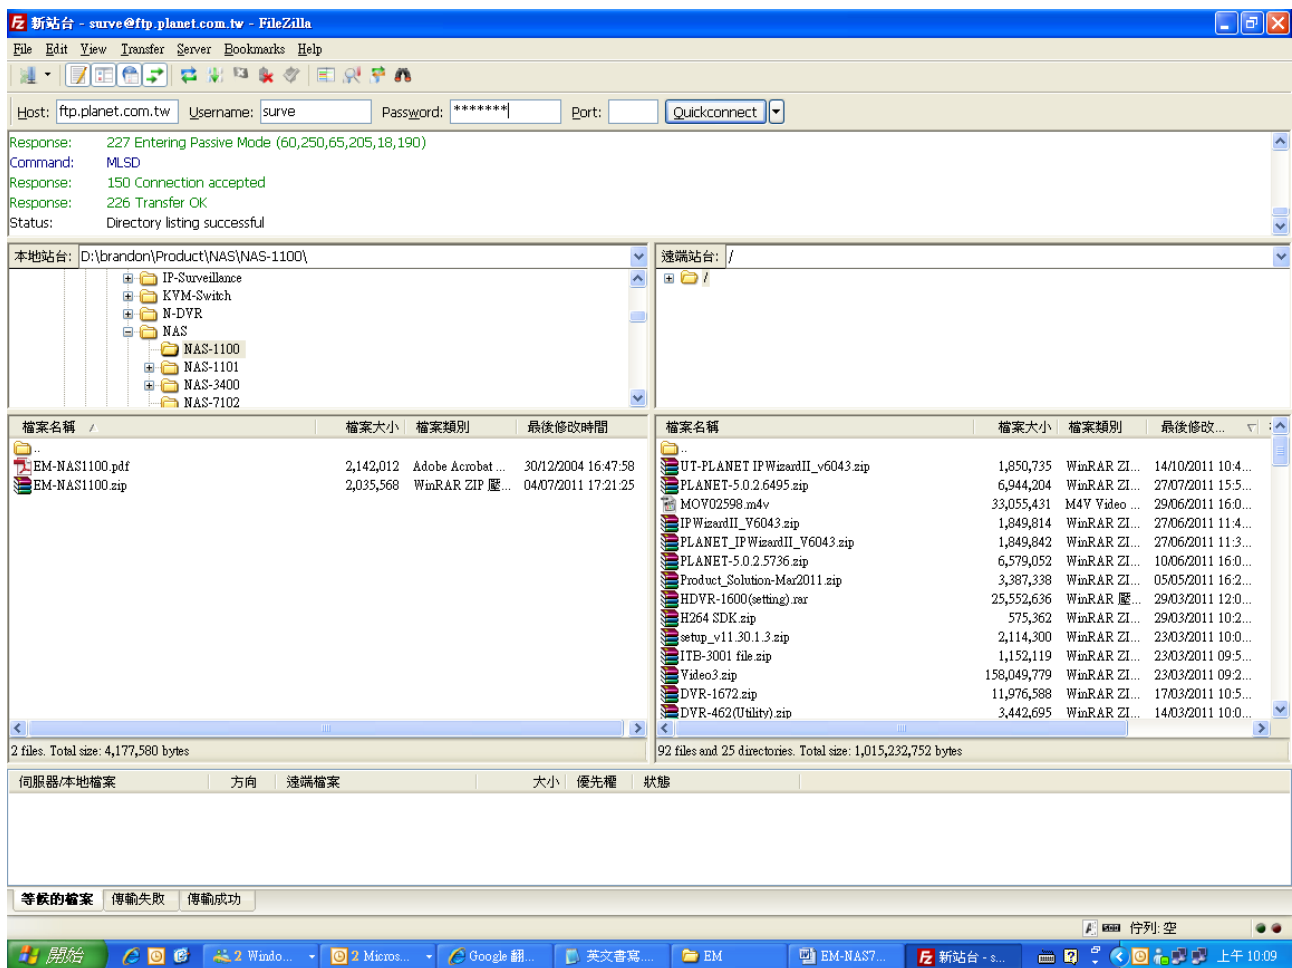 新站台 - surve@ftp.planet.com.tw - FileZilla
File Edit View Transfer Server Bookmarks Help
Host: ftp.planet.com.tw Username: surve Password: ******* Port: Quickconnect
Response: 227 Entering Passive Mode (60,250,65,205,18,190)
Command: MLSD
Response: 150 Connection accepted
Response: 226 Transfer OK
Status: Directory listing successful
本地站台: D:\brandon\Product\NAS\NAS-1100\
IP-Surveillance
KVM-Switch
N-DVR
NAS
NAS-1100
NAS-1101
NAS-3400
NAS-7102
遠端站台: /
/
檔案名稱 / 檔案大小 檔案類別 最後修改時間
..
EM-NAS1100.pdf 2,142,012 Adobe Acrobat ... 30/12/2004 16:47:58
EM-NAS1100.zip 2,035,568 WinRAR ZIP 壓... 04/07/2011 17:21:25
2 files. Total size: 4,177,580 bytes
檔案名稱 檔案大小 檔案類別 最後修改...
..
UT-PLANET IPWizardII_v6043.zip 1,850,735 WinRAR ZI... 14/10/2011 10:4...
PLANET-5.0.2.6495.zip 6,944,204 WinRAR ZI... 27/07/2011 15:5...
MOV02598.m4v 33,055,431 M4V Video ... 29/06/2011 16:0...
IPWizardII_V6043.zip 1,849,814 WinRAR ZI... 27/06/2011 11:4...
PLANET_IPWizardII_V6043.zip 1,849,842 WinRAR ZI... 27/06/2011 11:3...
PLANET-5.0.2.5736.zip 6,579,052 WinRAR ZI... 10/06/2011 16:0...
Product_Solution-Mar2011.zip 3,387,338 WinRAR ZI... 05/05/2011 16:2...
HDVR-1600(setting).rar 25,552,636 WinRAR 壓... 29/03/2011 12:0...
H264 SDK.zip 575,362 WinRAR ZI... 29/03/2011 10:2...
setup_v11.30.1.3.zip 2,114,300 WinRAR ZI... 23/03/2011 10:0...
ITB-3001 file.zip 1,152,119 WinRAR ZI... 23/03/2011 09:5...
Video3.zip 158,049,779 WinRAR ZI... 23/03/2011 09:2...
DVR-1672.zip 11,976,588 WinRAR ZI... 17/03/2011 10:5...
DVR-462(Utility).zip 3,442,695 WinRAR ZI... 14/03/2011 10:0...
92 files and 25 directories. Total size: 1,015,232,752 bytes
伺服器/本地檔案 方向 遠端檔案 大小 優先權 狀態
等候的檔案 傳輸失敗 傳輸成功
佇列: 空
開始 2 Windo... 2 Micros... Google 翻... 英文書寫.... EM EM-NAS7... 新站台 - s... 上午 10:09